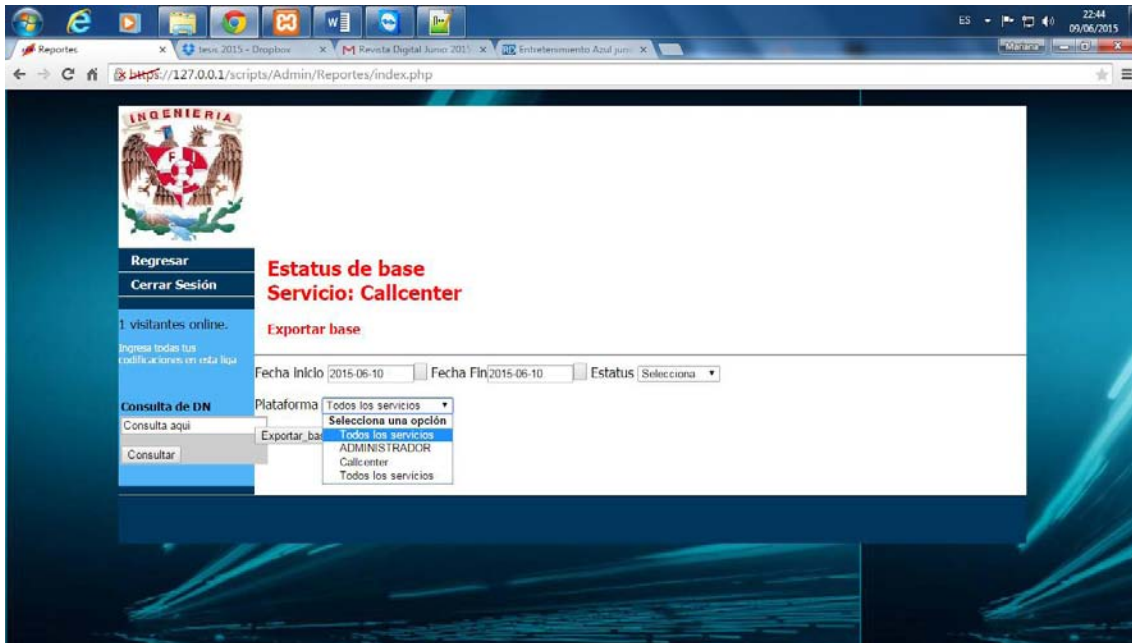 ES
22:44
09/06/2015
Reportes
tesis 2015 - Dropbox
Revista Digital Junio 2015
Entretenimiento Azul juni
Mariana
https://127.0.0.1/scripts/Admin/Reportes/index.php
INGENIERIA
F I
Regresar
Cerrar Sesión
1 visitantes online.
Ingresa todas tus
codificaciones en esta liga
Consulta de DN
Consulta aqui
Consultar
Estatus de base
Servicio: Callcenter
Exportar base
Fecha Inicio 2015-06-10 Fecha Fin 2015-06-10 Estatus Selecciona
Plataforma Todos los servicios
Selecciona una opción
Todos los servicios
ADMINISTRADOR
Callcenter
Todos los servicios
Exportar_bas